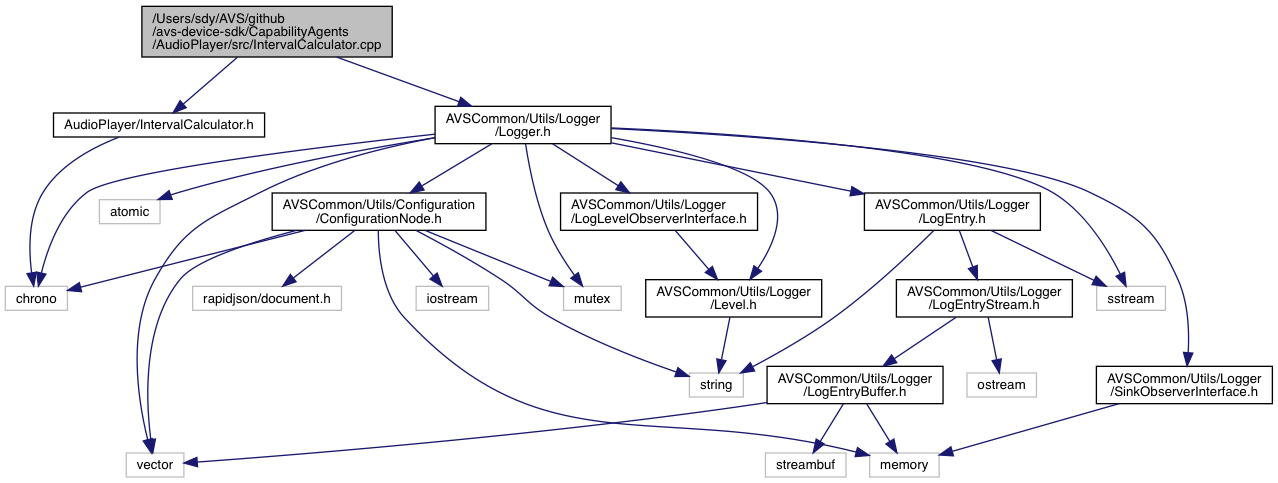 /Users/sdy/AVS/github
/avs-device-sdk/CapabilityAgents
/AudioPlayer/src/IntervalCalculator.cpp
AudioPlayer/IntervalCalculator.h
AVSCommon/Utils/Logger
/Logger.h
atomic
AVSCommon/Utils/Configuration
/ConfigurationNode.h
AVSCommon/Utils/Logger
/LogLevelObserverInterface.h
AVSCommon/Utils/Logger
/LogEntry.h
chrono
rapidjson/document.h
iostream
mutex
AVSCommon/Utils/Logger
/Level.h
AVSCommon/Utils/Logger
/LogEntryStream.h
sstream
string
AVSCommon/Utils/Logger
/LogEntryBuffer.h
ostream
AVSCommon/Utils/Logger
/SinkObserverInterface.h
vector
streambuf
memory